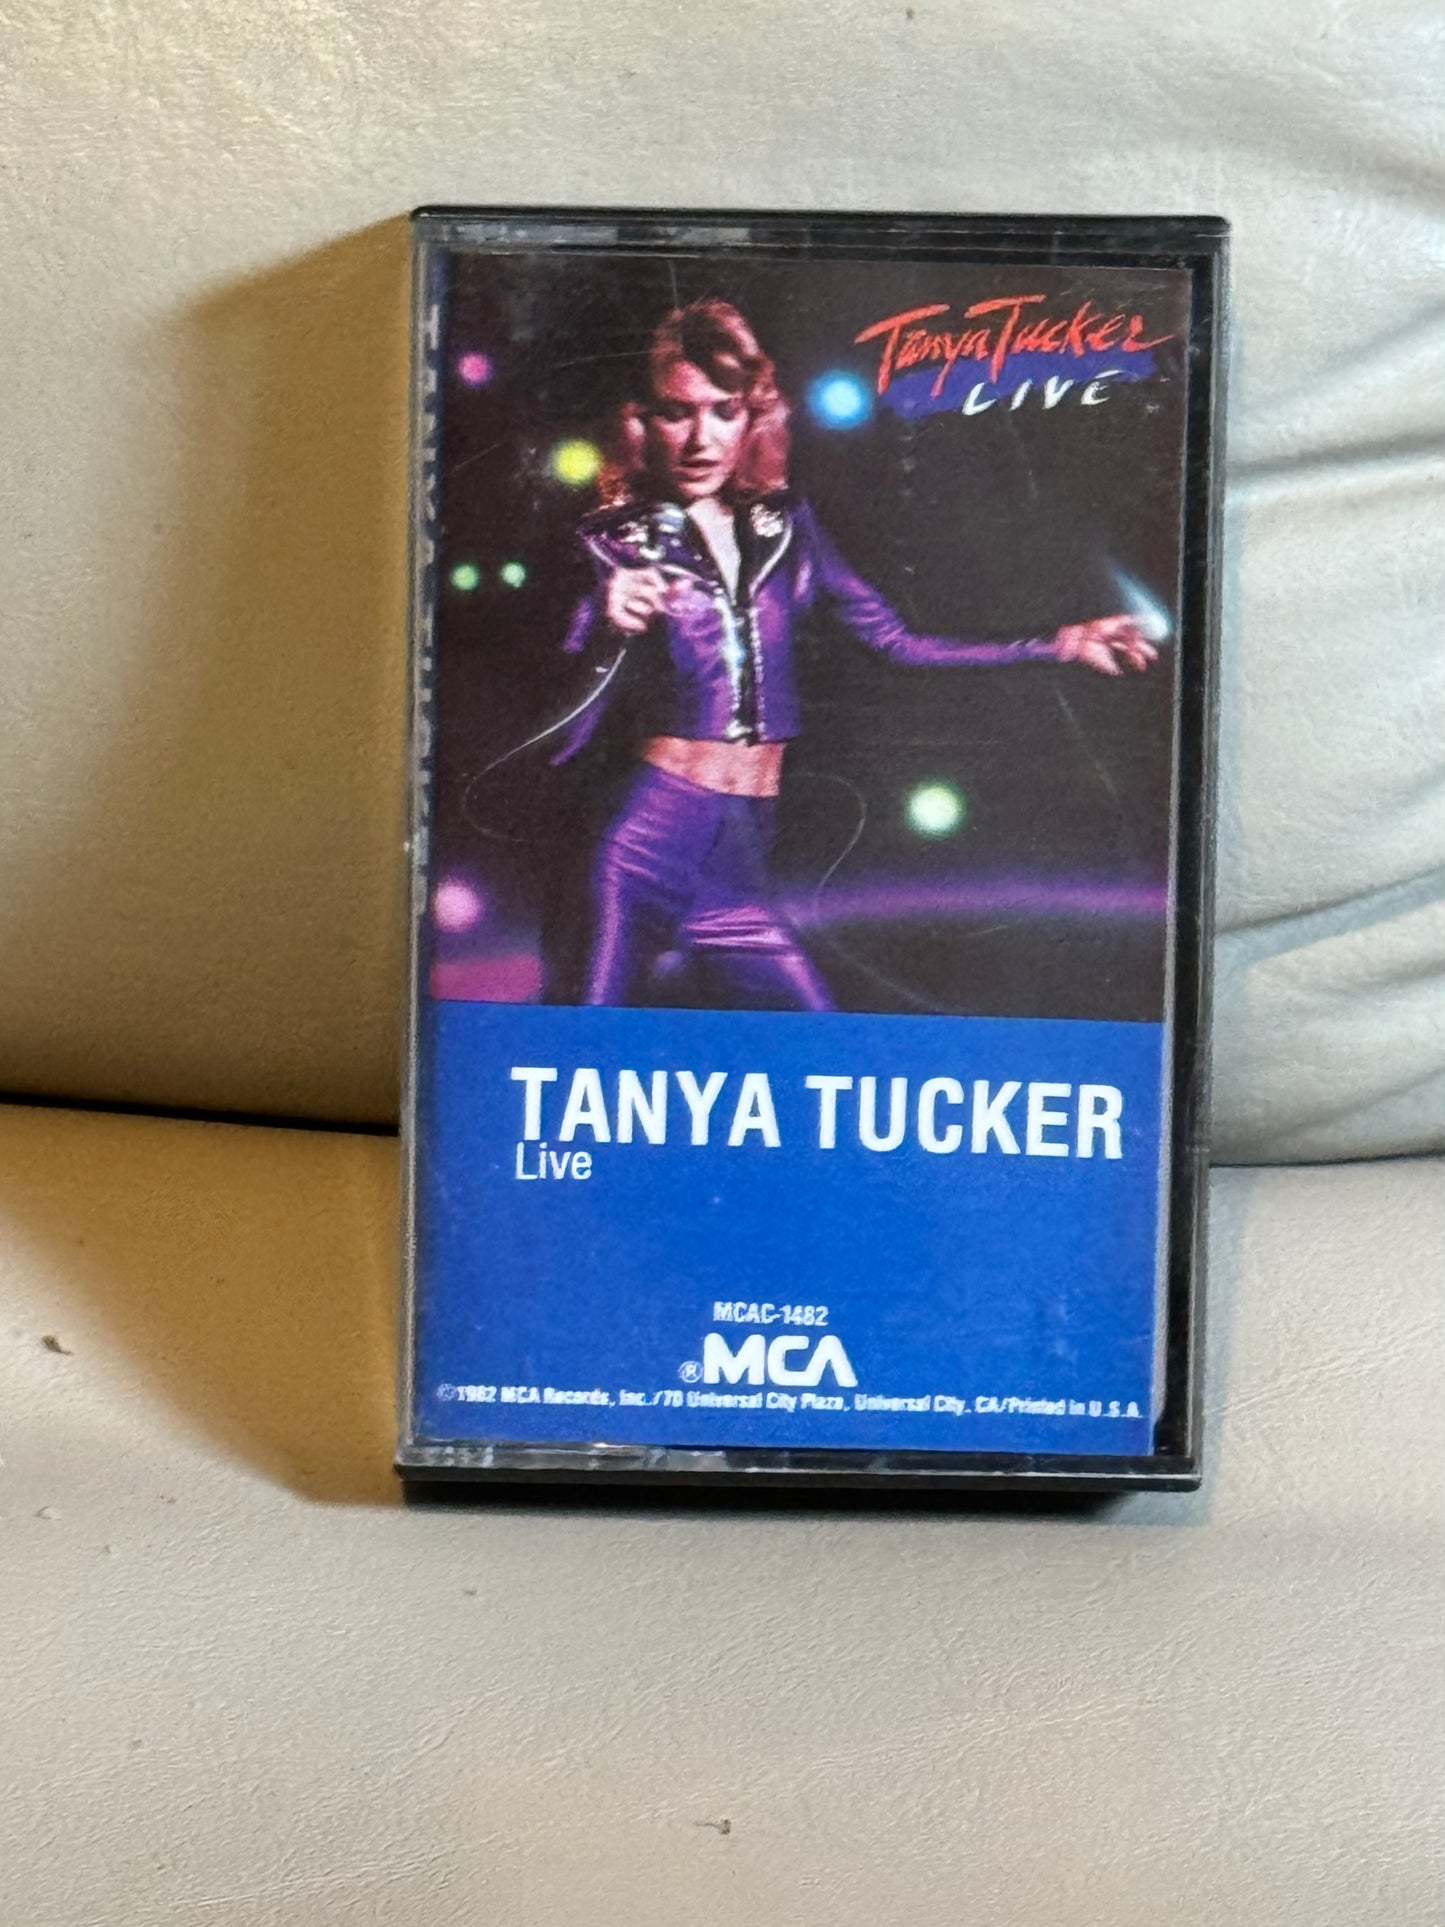 Tanya Tucker
LIVE
TANYA TUCKER
Live
MCAC-1482
® MCA
©1982 MCA Records, Inc./70 Universal City Plaza, Universal City, CA/Printed in U.S.A.